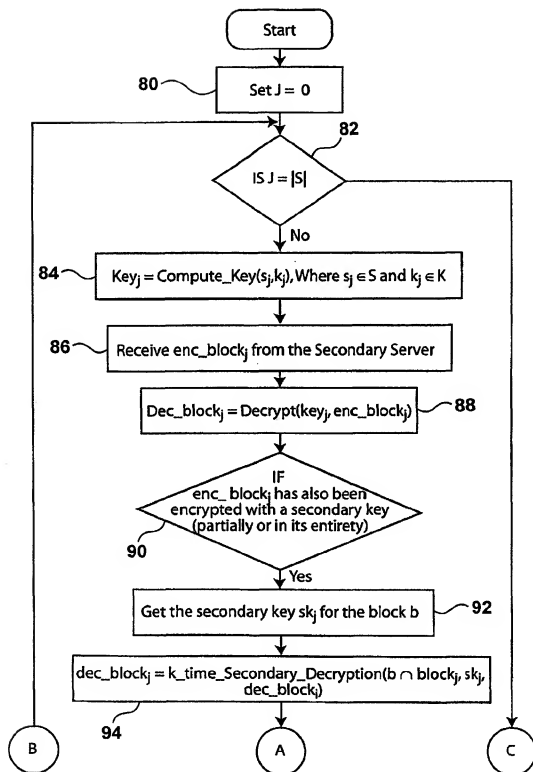 Start
80
Set J = 0
82
IS J = |S|
No
84
Key_j = Compute_Key(s_j,k_j), Where s_j ∈ S and k_j ∈ K
86
Receive enc_block_j from the Secondary Server
Dec_block_j = Decrypt(key_j, enc_block_j)
88
IF
enc_ block_j has also been
encrypted with a secondary key
(partially or in its entirety)
90
Yes
Get the secondary key sk_j for the block b
92
dec_block_j = k_time_Secondary_Decryption(b ∩ block_j, sk_j,
dec_block_j)
94
B
A
C